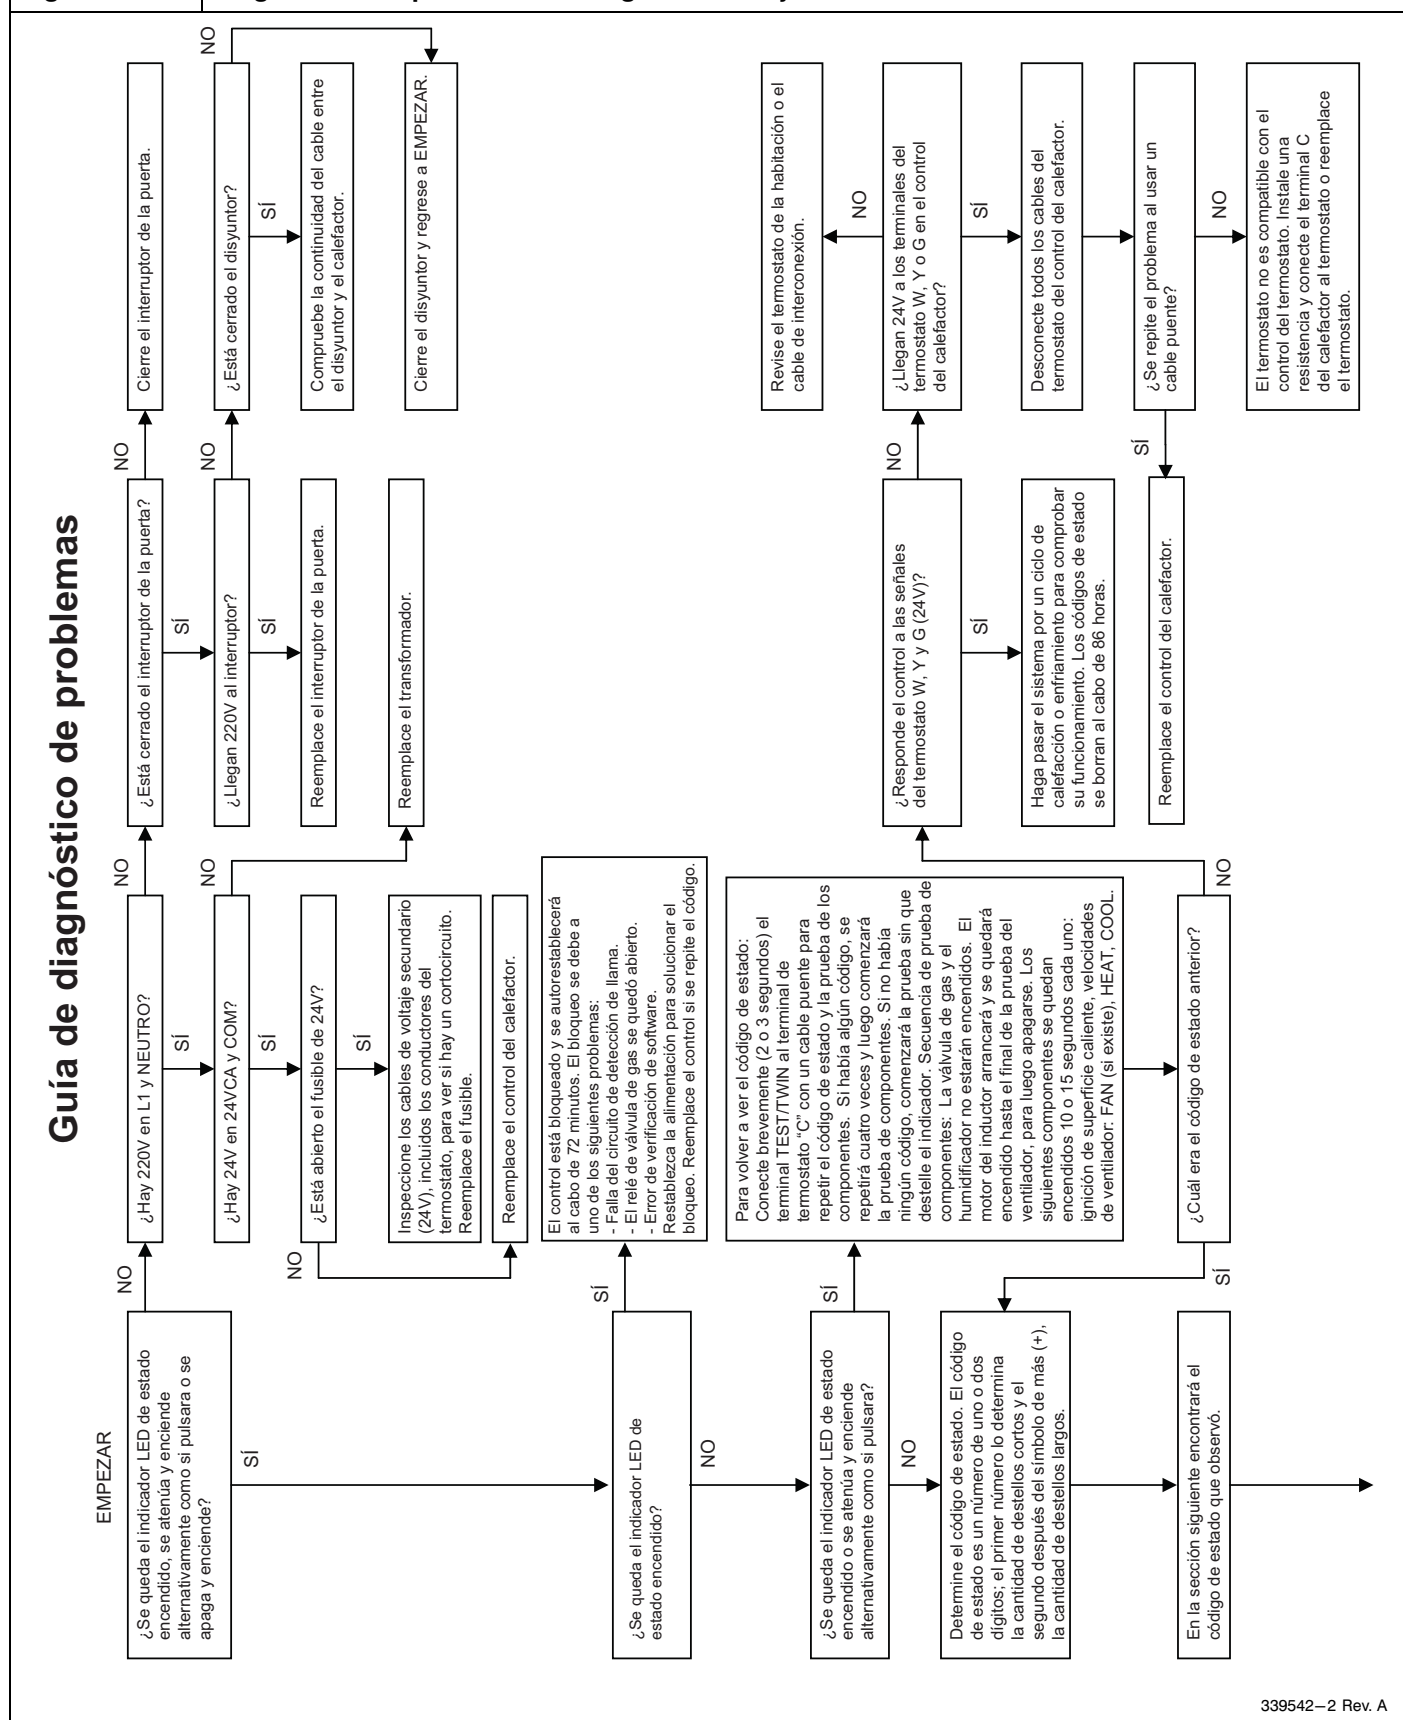 Guía de diagnóstico de problemas
EMPEZAR
¿Se queda el indicador LED de estado
encendido, se atenúa y enciende
alternativamente como si pulsara o se
apaga y enciende?
NO
SÍ
¿Hay 220V en L1 y NEUTRO?
NO
SÍ
¿Está cerrado el interruptor de la puerta?
NO
SÍ
Cierre el interruptor de la puerta.
¿Hay 24V en 24VCA y COM?
NO
SÍ
¿Llegan 220V al interruptor?
NO
SÍ
¿Está cerrado el disyuntor?
NO
SÍ
¿Está abierto el fusible de 24V?
NO
SÍ
Reemplace el interruptor de la puerta.
Compruebe la continuidad del cable entre
el disyuntor y el calefactor.
Inspeccione los cables de voltaje secundario
(24V), incluidos los conductores del
termostato, para ver si hay un cortocircuito.
Reemplace el fusible.
Reemplace el transformador.
Cierre el disyuntor y regrese a EMPEZAR.
Reemplace el control del calefactor.
¿Se queda el indicador LED de
estado encendido?
SÍ
NO
El control está bloqueado y se autorestablecerá
al cabo de 72 minutos. El bloqueo se debe a
uno de los siguientes problemas:
- Falla del circuito de detección de llama.
- El relé de válvula de gas se quedó abierto.
- Error de verificación de software.
Restablezca la alimentación para solucionar el
bloqueo. Reemplace el control si se repite el código.
¿Se queda el indicador LED de estado
encendido o se atenúa y enciende
alternativamente como si pulsara?
SÍ
NO
Para volver a ver el código de estado:
Conecte brevemente (2 o 3 segundos) el
terminal TEST/TWIN al terminal de
termostato “C” con un cable puente para
repetir el código de estado y la prueba de los
componentes. Si había algún código, se
repetirá cuatro veces y luego comenzará
la prueba de componentes. Si no había
ningún código, comenzará la prueba sin que
destelle el indicador. Secuencia de prueba de
componentes: La válvula de gas y el
humidificador no estarán encendidos. El
motor del inductor arrancará y se quedará
encendido hasta el final de la prueba del
ventilador, para luego apagarse. Los
siguientes componentes se quedan
encendidos 10 o 15 segundos cada uno:
ignición de superficie caliente, velocidades
de ventilador: FAN (si existe), HEAT, COOL.
Determine el código de estado. El código
de estado es un número de uno o dos
dígitos; el primer número lo determina
la cantidad de destellos cortos y el
segundo después del símbolo de más (+),
la cantidad de destellos largos.
¿Cuál era el código de estado anterior?
SÍ
NO
En la sección siguiente encontrará el
código de estado que observó.
¿Responde el control a las señales
del termostato W, Y y G (24V)?
NO
SÍ
Haga pasar el sistema por un ciclo de
calefacción o enfriamiento para comprobar
su funcionamiento. Los códigos de estado
se borran al cabo de 86 horas.
Revise el termostato de la habitación o el
cable de interconexión.
NO
¿Llegan 24V a los terminales del
termostato W, Y o G en el control
del calefactor?
SÍ
Desconecte todos los cables del
termostato del control del calefactor.
¿Se repite el problema al usar un
cable puente?
SÍ
NO
Reemplace el control del calefactor.
El termostato no es compatible con el
control del termostato. Instale una
resistencia y conecte el terminal C
del calefactor al termostato o reemplace
el termostato.
339542−2 Rev. A